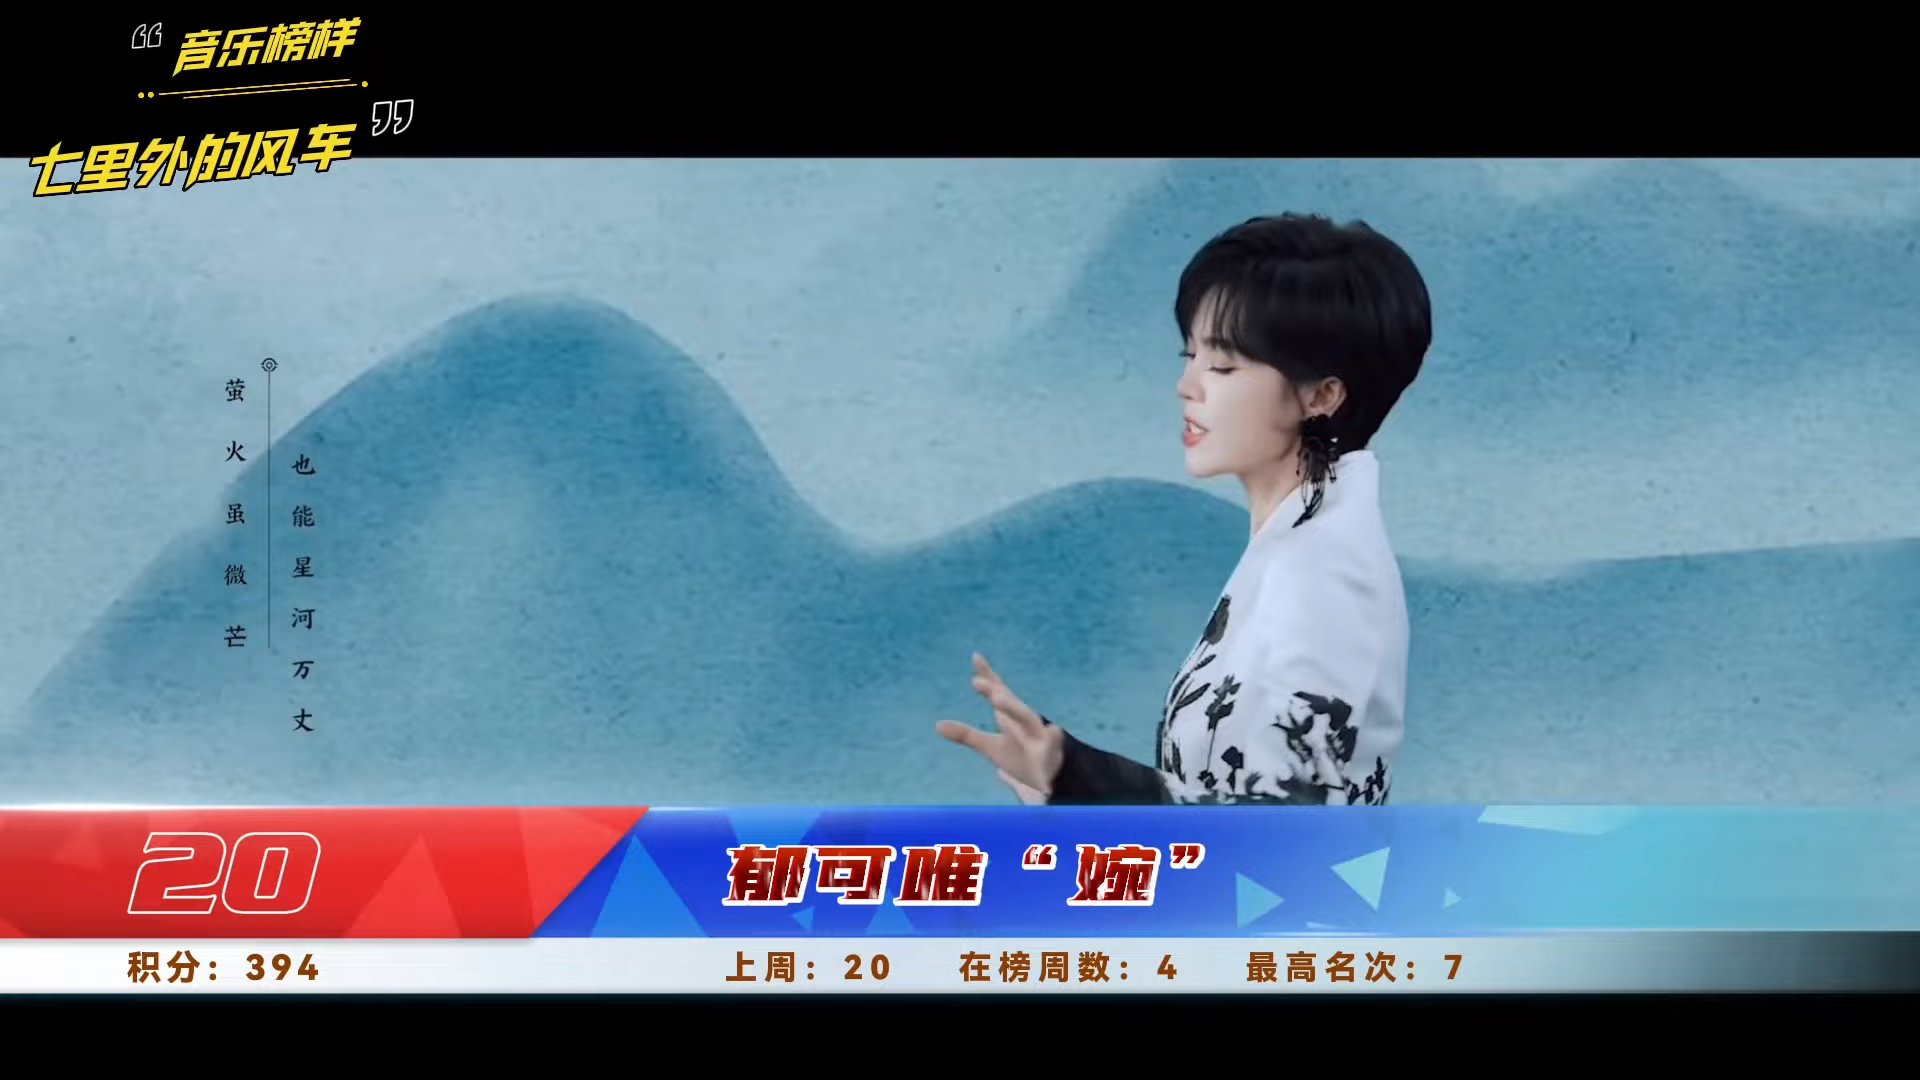 “音乐榜样
七里外的风车”
萤火虽微芒
也能星河万丈
20
郁可唯“婉”
积分：394
上周：20 在榜周数：4 最高名次：7